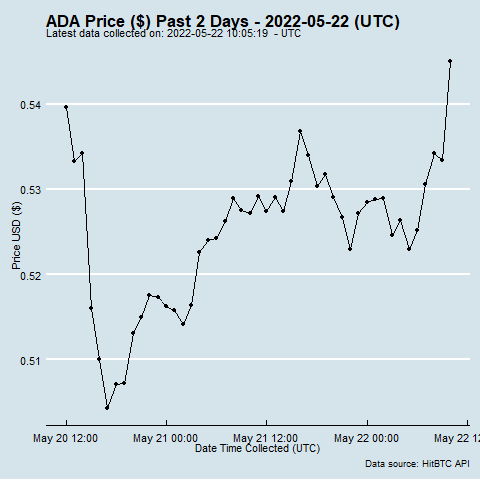 ADA Price ($) Past 2 Days - 2022-05-22 (UTC)
Latest data collected on: 2022-05-22 10:05:19 - UTC
0.54
0.53
0.52
0.51
Price USD ($)
May 20 12:00
May 21 00:00
May 21 12:00
May 22 00:00
May 22 12
Date Time Collected (UTC)
Data source: HitBTC API